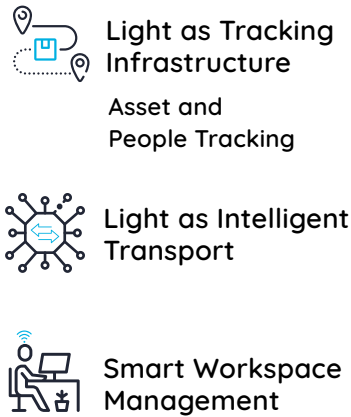 Light as Tracking
Infrastructure
Asset and
People Tracking
Light as Intelligent
Transport
Smart Workspace
Management